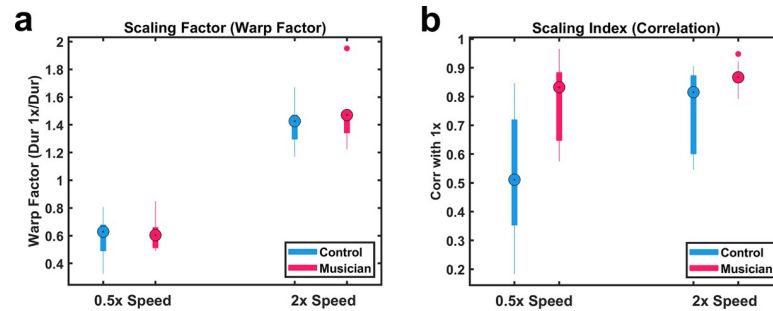 a
Scaling Factor (Warp Factor)
Warp Factor (Dur 1x/Dur)
2
1.8
1.6
1.4
1.2
1
0.8
0.6
0.4
0.5x Speed
2x Speed
Control
Musician
b
Scaling Index (Correlation)
Corr with 1x
1
0.9
0.8
0.7
0.6
0.5
0.4
0.3
0.2
0.5x Speed
2x Speed
Control
Musician